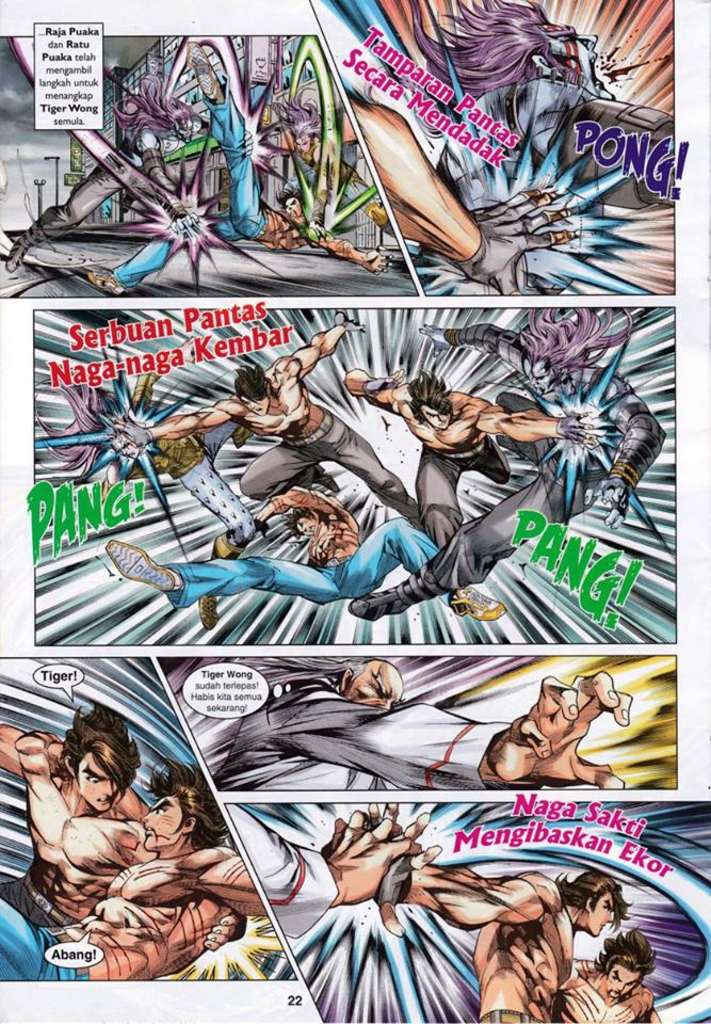 ...Raja Puaka
dan Ratu
Puaka telah
mengambil
langkah untuk
menangkap
Tiger Wong
semula.
Tamparan Pantas
Secara Mendadak
PONG!
Serbuan Pantas
Naga-naga Kembar
PANG!
PANG!
Tiger!
Abang!
Tiger Wong
sudah terlepas!
Habis kita semua
sekarang!
Naga Sakti
Mengibaskan Ekor
22